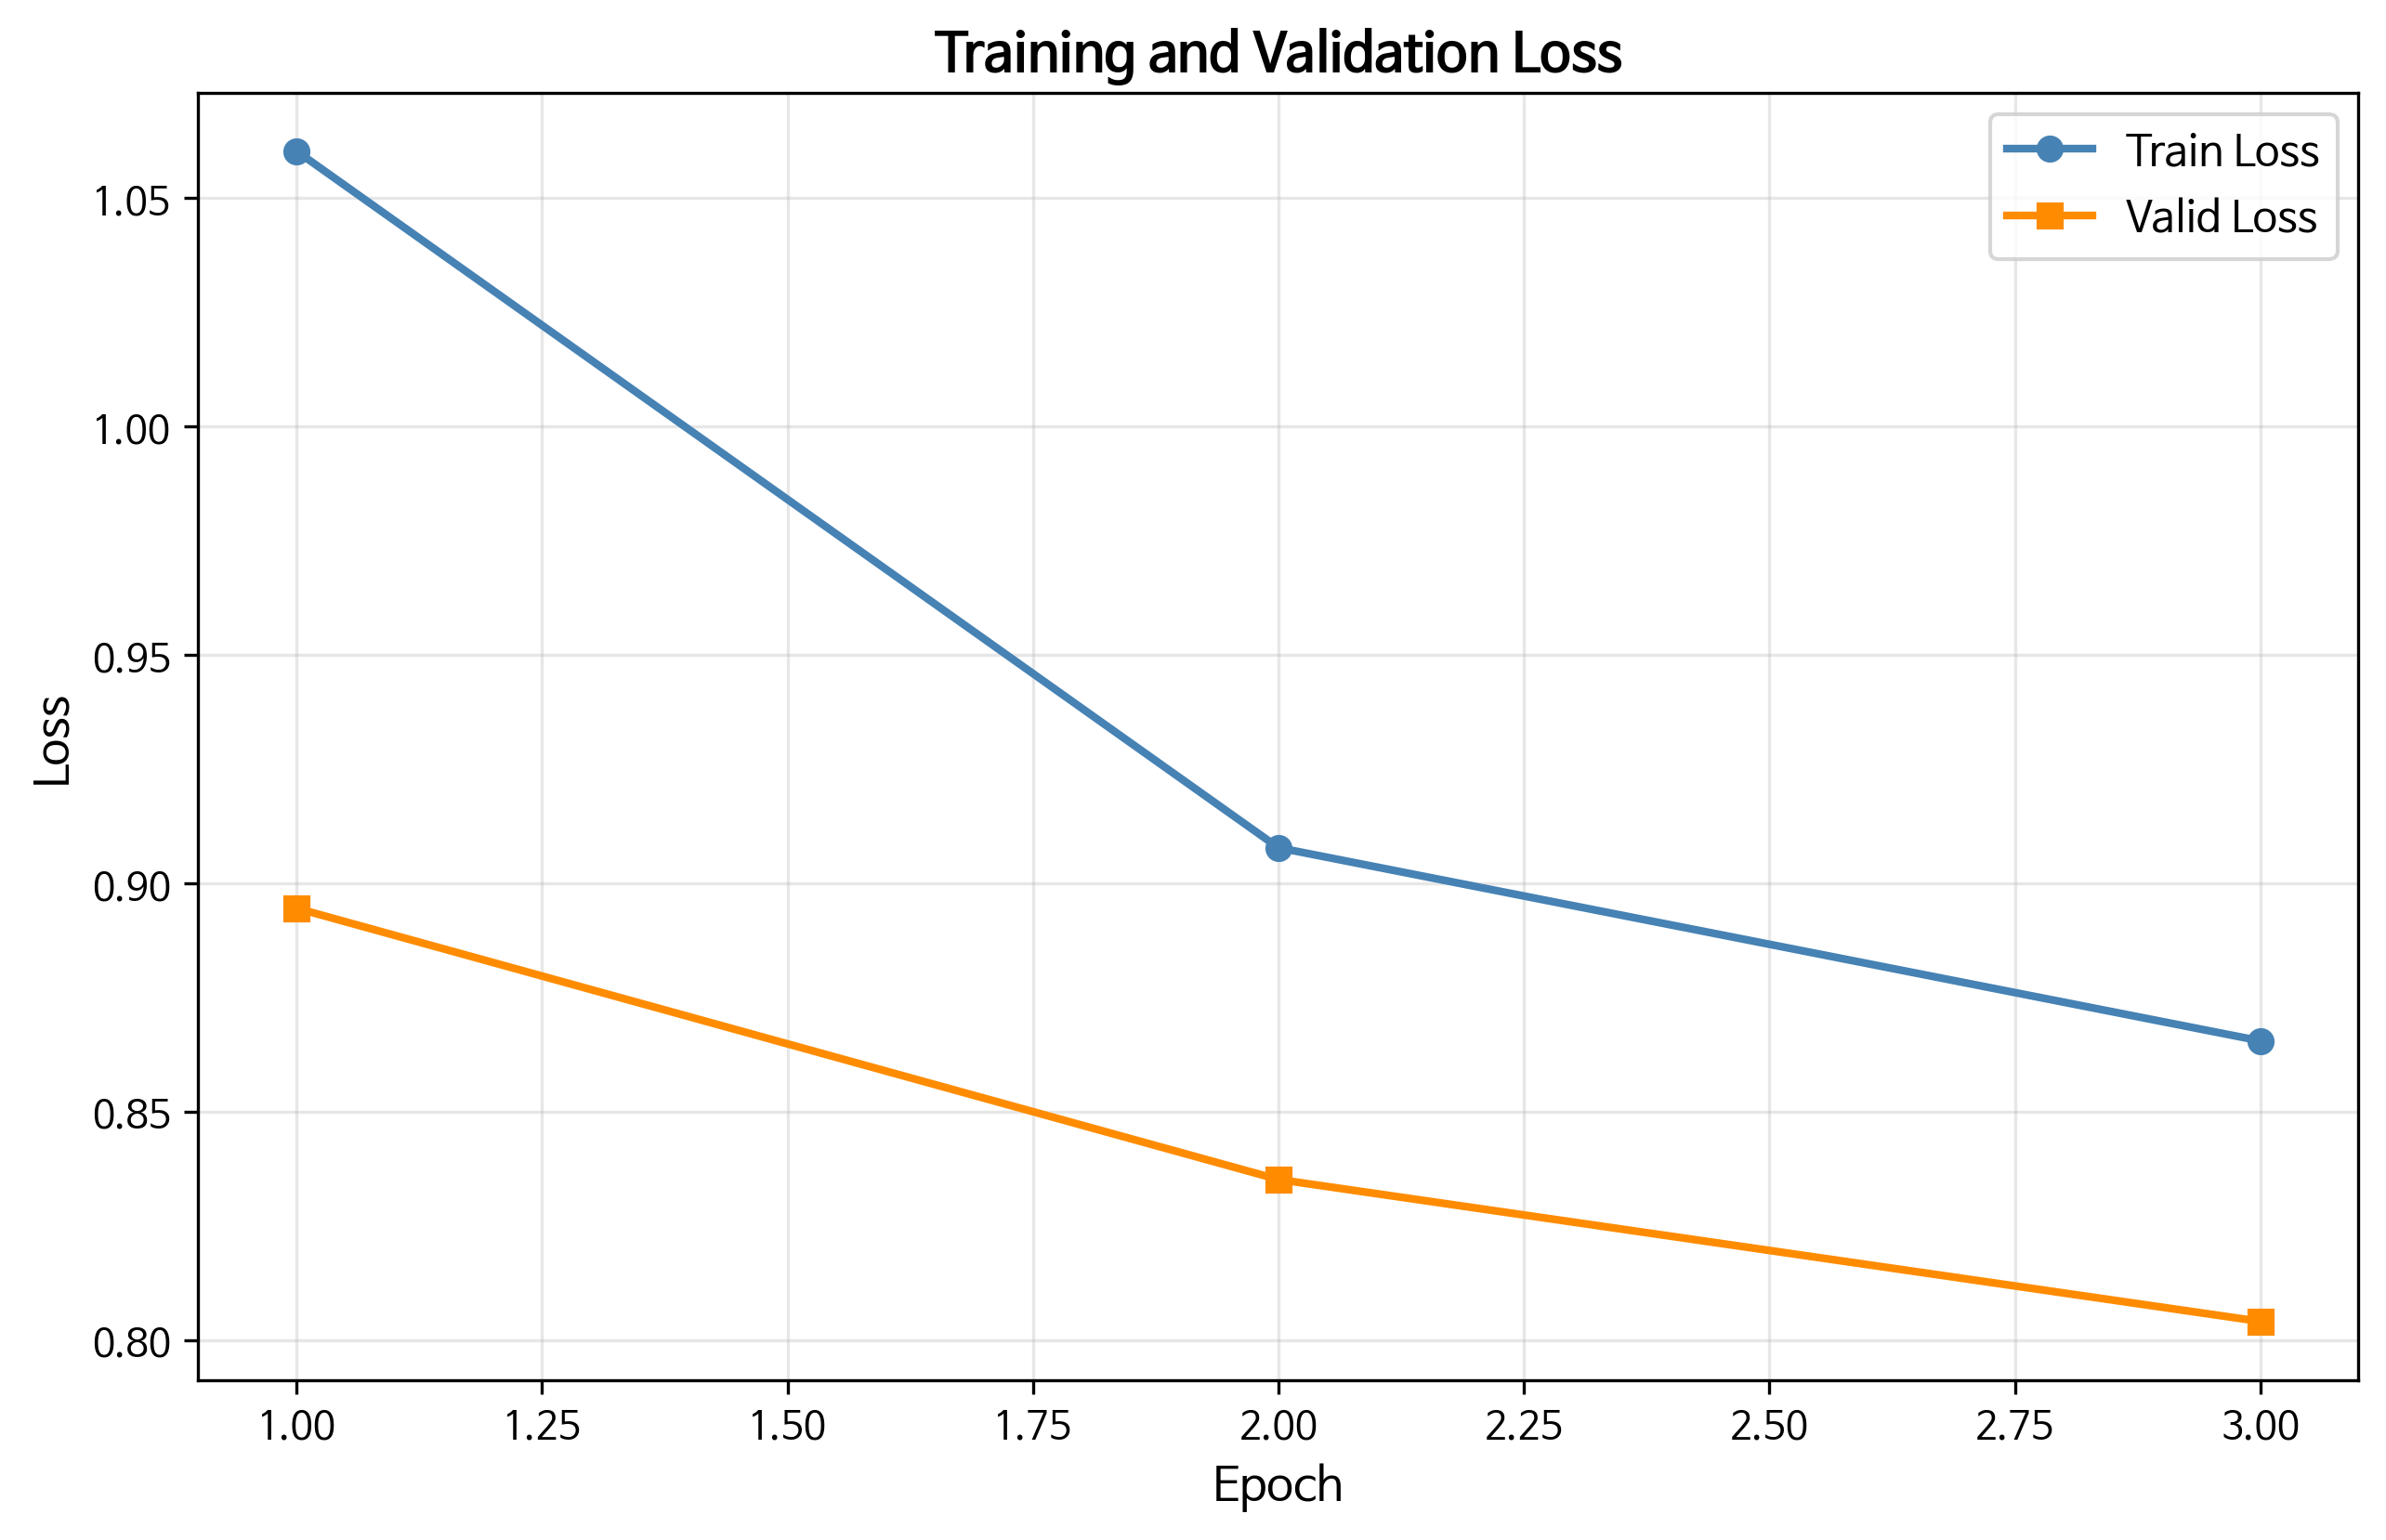 Training and Validation Loss
Train Loss
Valid Loss
1.05
1.00
0.95
0.90
0.85
0.80
Loss
1.00 1.25 1.50 1.75 2.00 2.25 2.50 2.75 3.00
Epoch